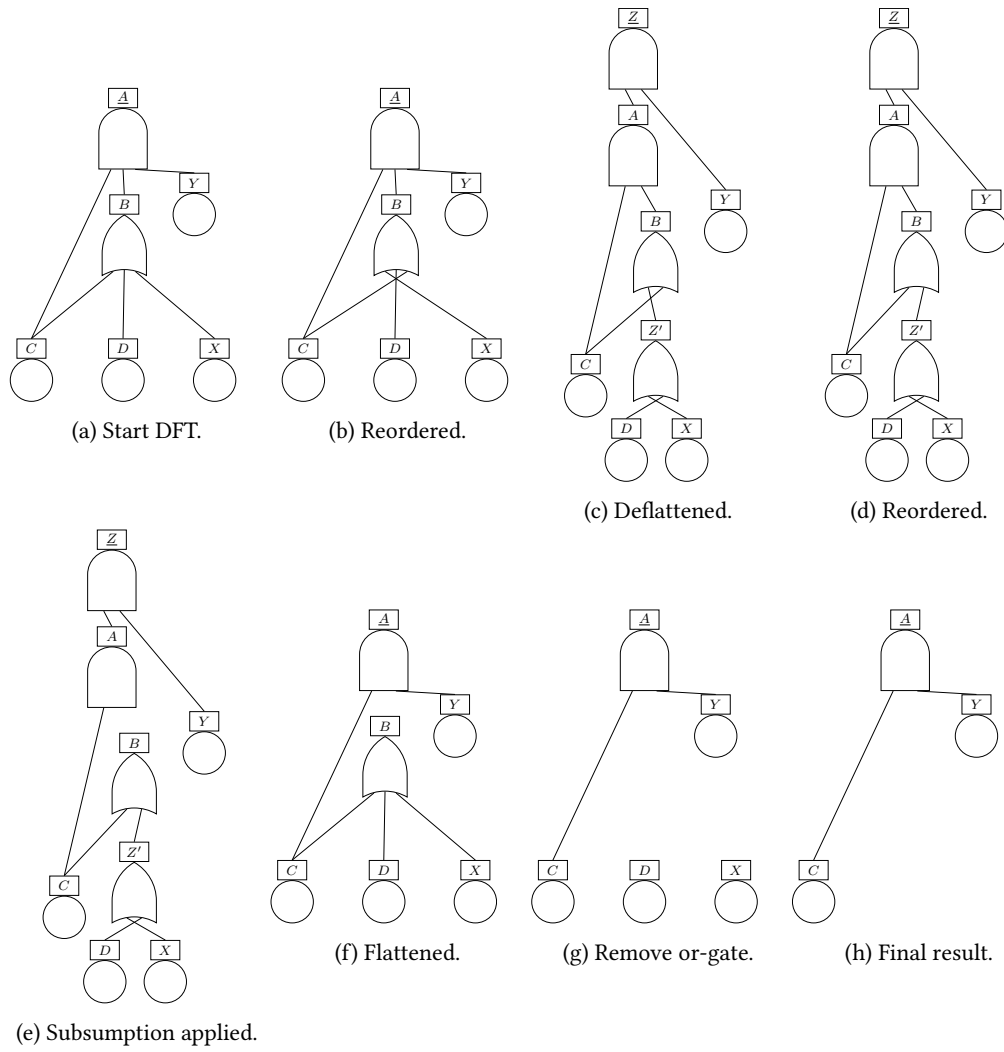 A
B
Y
C
D
X
(a) Start DFT.
A
B
Y
C
D
X
(b) Reordered.
Z
A
B
Y
Z'
C
D
X
(c) Deflattened.
Z
A
B
Y
Z'
C
D
X
(d) Reordered.
Z
A
B
Y
Z'
C
D
X
(e) Subsumption applied.
A
Y
B
C
D
X
(f) Flattened.
A
Y
C
D
X
(g) Remove or-gate.
A
Y
C
(h) Final result.